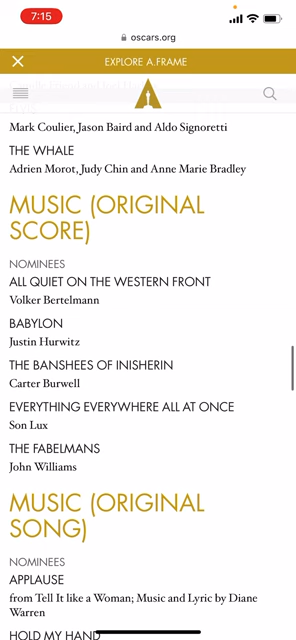 7:15
oscars.org
EXPLORE A.FRAME
Mark Coulier, Jason Baird and Aldo Signoretti
THE WHALE
Adrien Morot, Judy Chin and Anne Marie Bradley
MUSIC (ORIGINAL
SCORE)
NOMINEES
ALL QUIET ON THE WESTERN FRONT
Volker Bertelmann
BABYLON
Justin Hurwitz
THE BANSHEES OF INISHERIN
Carter Burwell
EVERYTHING EVERYWHERE ALL AT ONCE
Son Lux
THE FABELMANS
John Williams
MUSIC (ORIGINAL
SONG)
NOMINEES
APPLAUSE
from Tell It like a Woman; Music and Lyric by Diane
Warren
HOLD MY HAND